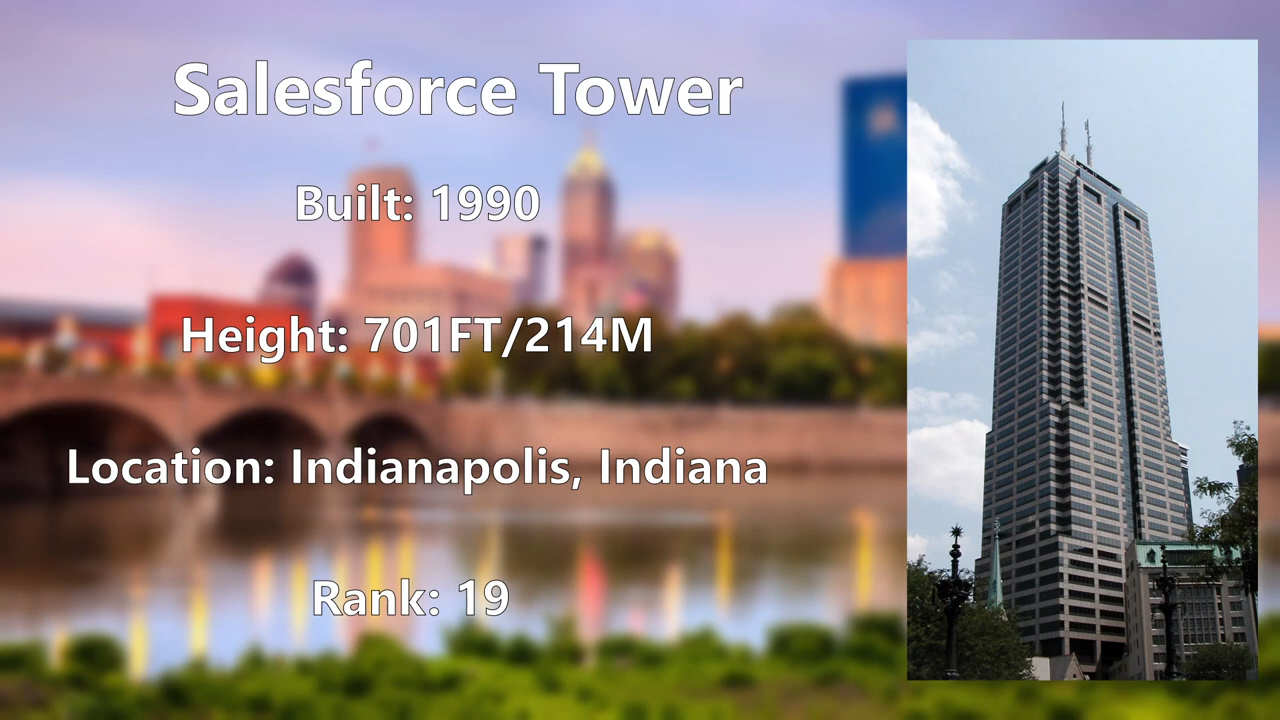 Salesforce Tower
Built: 1990
Height: 701FT/214M
Location: Indianapolis, Indiana
Rank: 19